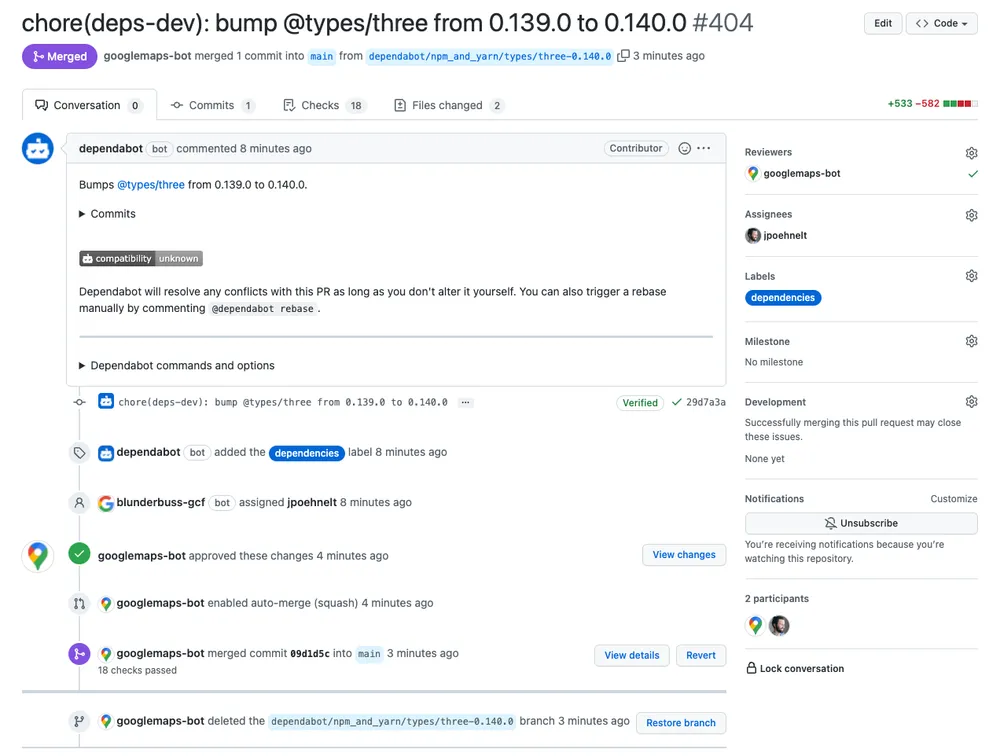 chore(deps-dev): bump @types/three from 0.139.0 to 0.140.0 #404
Edit
<> Code
Merged
googlemaps-bot merged 1 commit into main from dependabot/npm_and_yarn/types/three-0.140.0 3 minutes ago
Conversation 0
Commits 1
Checks 18
Files changed 2
+533 −582
dependabot bot commented 8 minutes ago
Contributor
Bumps @types/three from 0.139.0 to 0.140.0.
Commits
compatibility unknown
Dependabot will resolve any conflicts with this PR as long as you don't alter it yourself. You can also trigger a rebase
manually by commenting @dependabot rebase .
Dependabot commands and options
chore(deps-dev): bump @types/three from 0.139.0 to 0.140.0 ...
Verified
29d7a3a
dependabot bot added the dependencies label 8 minutes ago
blunderbuss-gcf bot assigned jpoehnelt 8 minutes ago
googlemaps-bot approved these changes 4 minutes ago
View changes
googlemaps-bot enabled auto-merge (squash) 4 minutes ago
googlemaps-bot merged commit 09d1d5c into main 3 minutes ago
18 checks passed
View details
Revert
googlemaps-bot deleted the dependabot/npm_and_yarn/types/three-0.140.0 branch 3 minutes ago
Restore branch
Reviewers
googlemaps-bot
Assignees
jpoehnelt
Labels
dependencies
Milestone
No milestone
Development
Successfully merging this pull request may close
these issues.
None yet
Notifications
Customize
Unsubscribe
You're receiving notifications because you're
watching this repository.
2 participants
Lock conversation